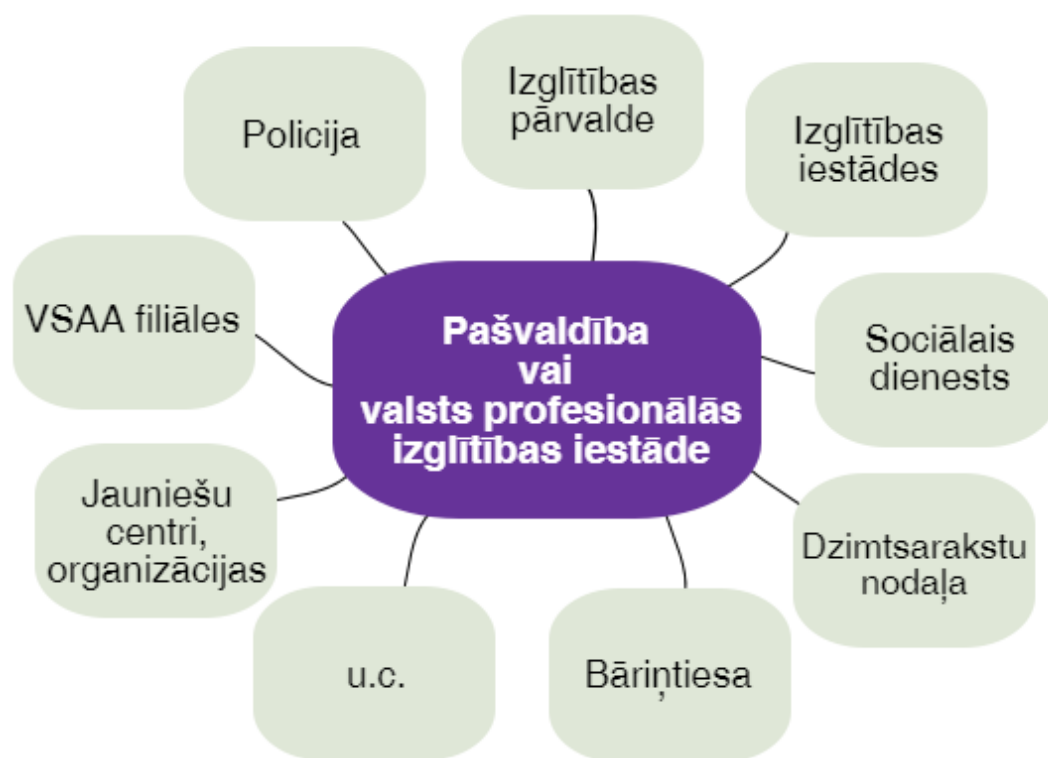 Izglītības
pārvalde
Izglītības
iestādes
Policija
VSAA filiāles
Pašvaldība
vai
valsts profesionālās
izglītības iestāde
Sociālais
dienests
Jauniešu
centri,
organizācijas
Dzimtsarakstu
nodaļa
u.c.
Bāriņtiesa